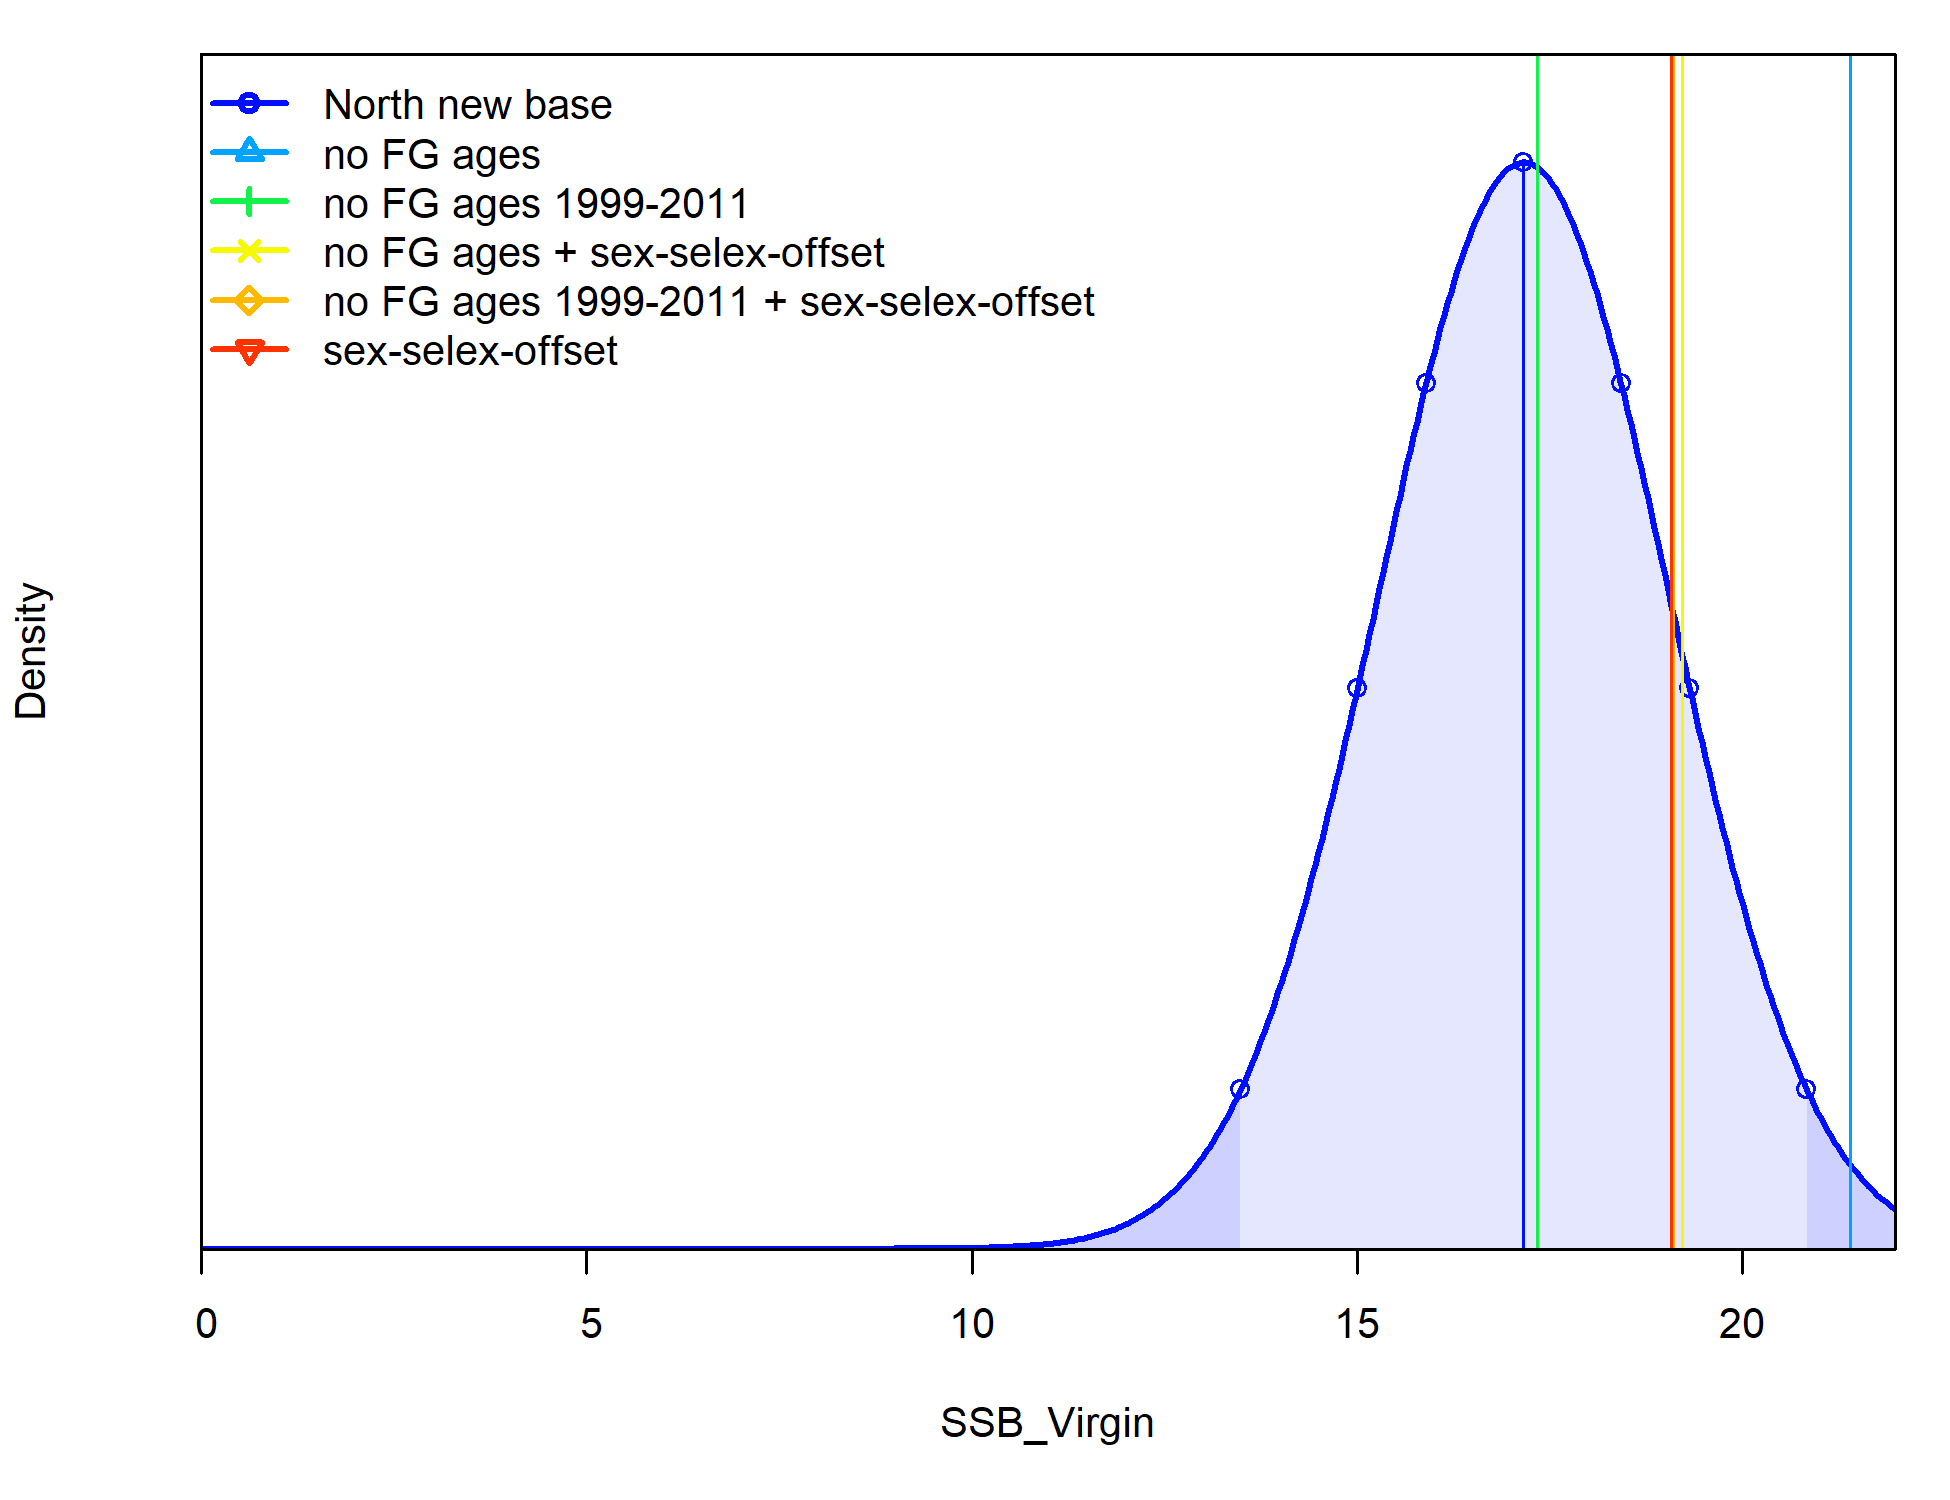 North new base
no FG ages
no FG ages 1999-2011
no FG ages + sex-selex-offset
no FG ages 1999-2011 + sex-selex-offset
sex-selex-offset
Density
0 5 10 15 20
SSB_Virgin